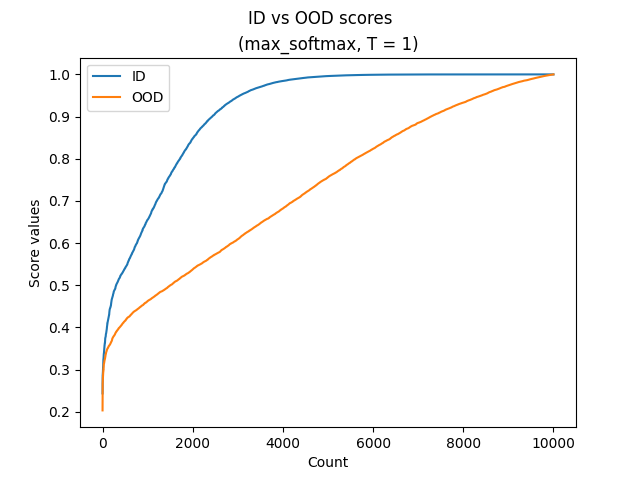 ID vs OOD scores
(max_softmax, T = 1)
ID
OOD
1.0
0.9
0.8
0.7
0.6
0.5
0.4
0.3
0.2
Score values
0 2000 4000 6000 8000 10000
Count